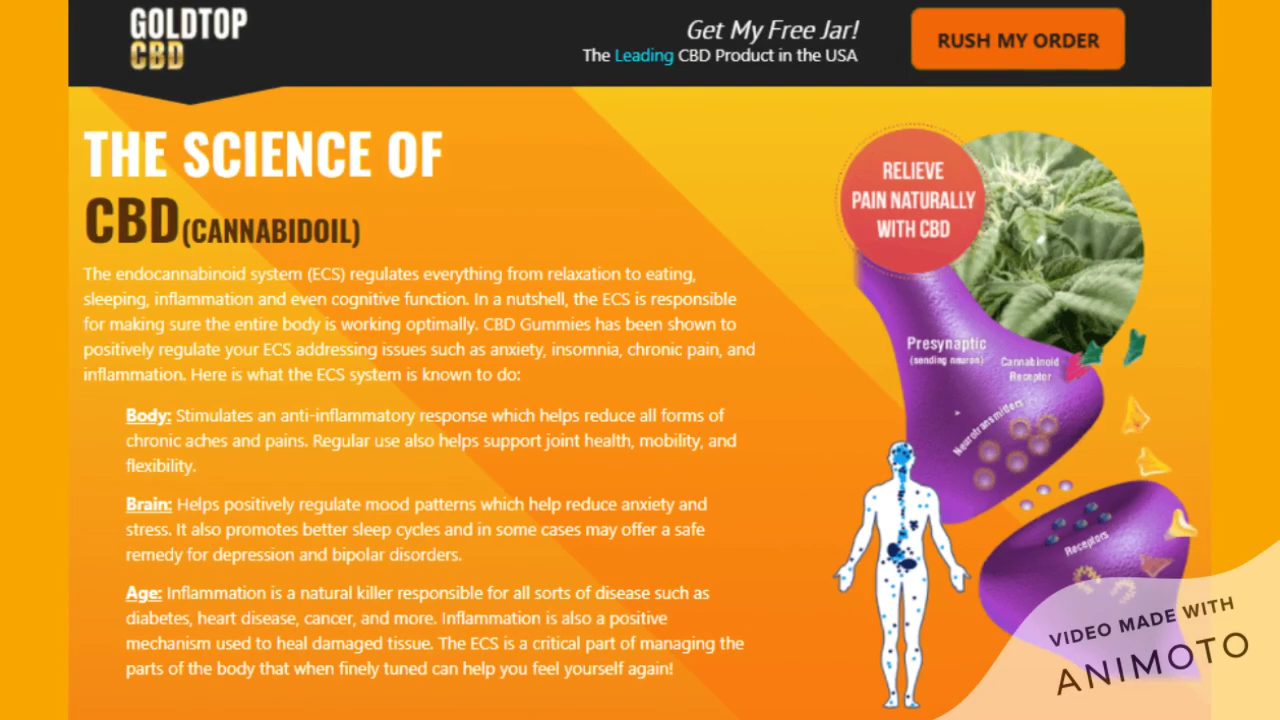 GOLDTOP
CBD
Get My Free Jar!
The Leading CBD Product in the USA
RUSH MY ORDER
THE SCIENCE OF
CBD(CANNABIDOIL)
The endocannabinoid system (ECS) regulates everything from relaxation to eating,
sleeping, inflammation and even cognitive function. In a nutshell, the ECS is responsible
for making sure the entire body is working optimally. CBD Gummies has been shown to
positively regulate your ECS addressing issues such as anxiety, insomnia, chronic pain, and
inflammation. Here is what the ECS system is known to do:
Body: Stimulates an anti-inflammatory response which helps reduce all forms of
chronic aches and pains. Regular use also helps support joint health, mobility, and
flexibility.
Brain: Helps positively regulate mood patterns which help reduce anxiety and
stress. It also promotes better sleep cycles and in some cases may offer a safe
remedy for depression and bipolar disorders.
Age: Inflammation is a natural killer responsible for all sorts of disease such as
diabetes, heart disease, cancer, and more. Inflammation is also a positive
mechanism used to heal damaged tissue. The ECS is a critical part of managing the
parts of the body that when finely tuned can help you feel yourself again!
RELIEVE
PAIN NATURALLY
WITH CBD
Presynaptic
(sending neuron)
Cannabinoid
Receptor
Neurotransmitters
Receptors
VIDEO MADE WITH
ANIMOTO